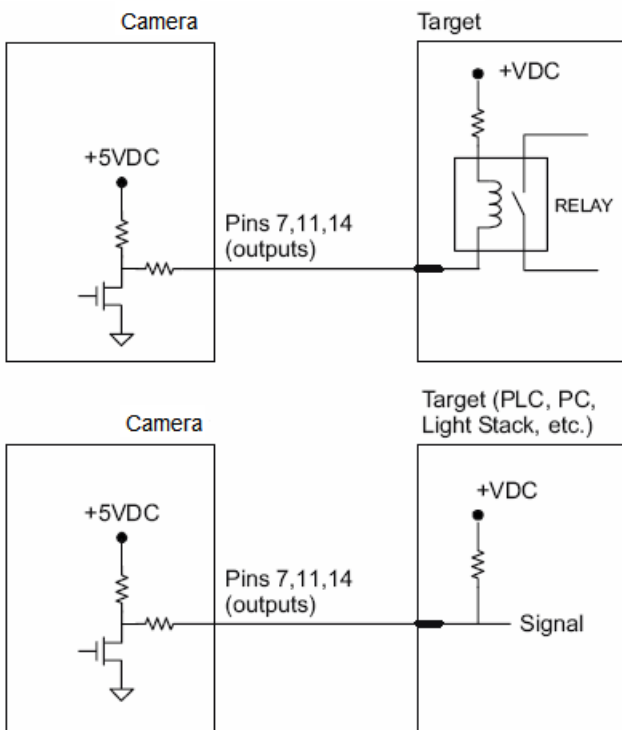 Camera
Target
+VDC
+5VDC
RELAY
Pins 7,11,14
(outputs)
Target (PLC, PC,
Light Stack, etc.)
Camera
+VDC
+5VDC
Pins 7,11,14
(outputs)
Signal